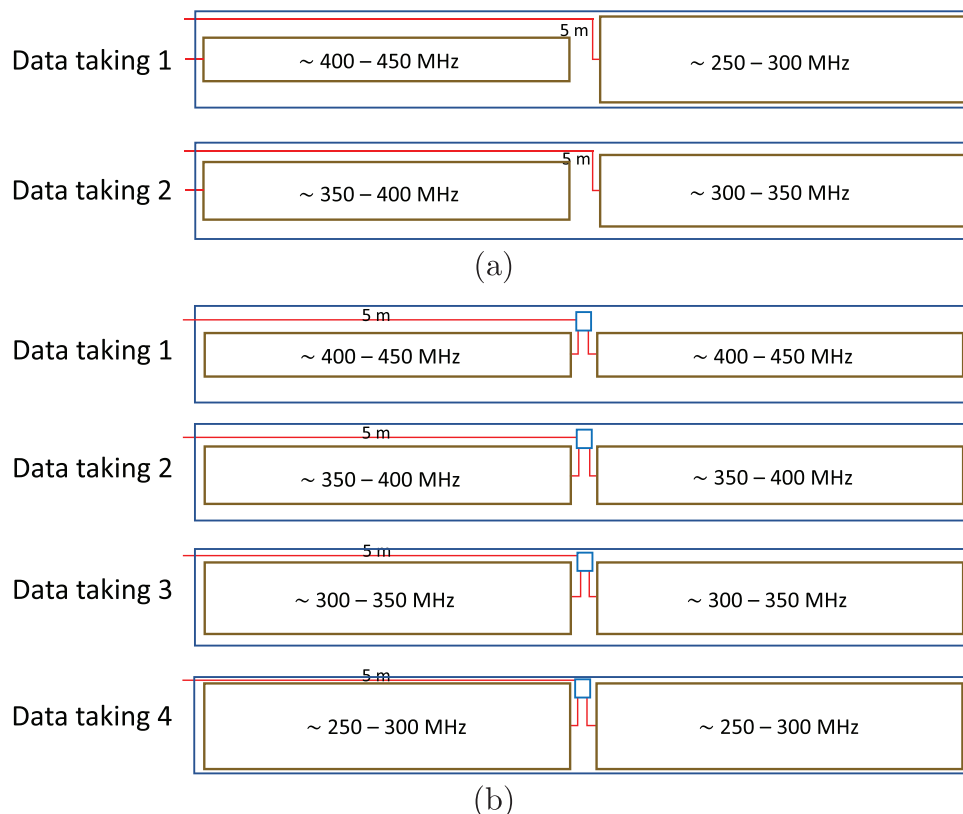 5 m
Data taking 1 ~ 400 – 450 MHz ~ 250 – 300 MHz
5 m
Data taking 2 ~ 350 – 400 MHz ~ 300 – 350 MHz
(a)
5 m
Data taking 1 ~ 400 – 450 MHz ~ 400 – 450 MHz
5 m
Data taking 2 ~ 350 – 400 MHz ~ 350 – 400 MHz
5 m
Data taking 3 ~ 300 – 350 MHz ~ 300 – 350 MHz
5 m
Data taking 4 ~ 250 – 300 MHz ~ 250 – 300 MHz
(b)